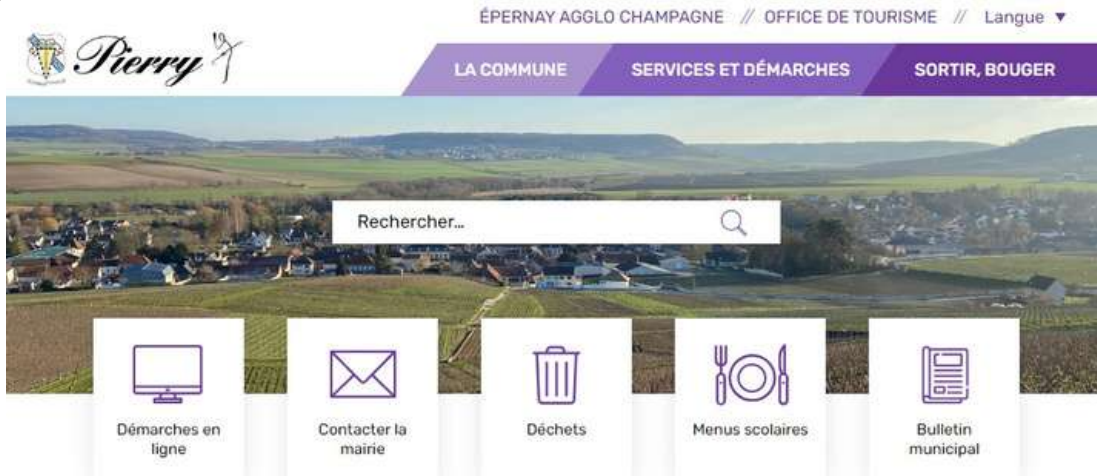 ÉPERNAY AGGLO CHAMPAGNE // OFFICE DE TOURISME // Langue ▼
Pierry
LA COMMUNE SERVICES ET DÉMARCHES SORTIR, BOUGER
Rechercher...
Démarches en
ligne
Contacter la
mairie
Déchets
Menus scolaires
Bulletin
municipal